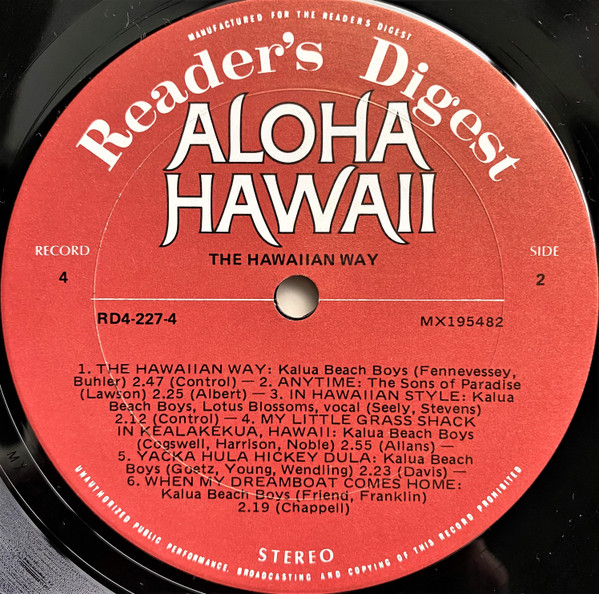 MANUFACTURED FOR THE READERS DIGEST
Reader's Digest
ALOHA
HAWAII
THE HAWAIIAN WAY
RECORD
4
SIDE
2
RD4-227-4
MX195482
1. THE HAWAIIAN WAY: Kalua Beach Boys (Fennevessey,
Buhler) 2.47 (Control) — 2. ANYTIME: The Sons of Paradise
(Lawson) 2.25 (Albert) — 3. IN HAWAIIAN STYLE: Kalua
Beach Boys, Lotus Blossoms, vocal (Seely, Stevens)
2.12 (Control) — 4. MY LITTLE GRASS SHACK
IN KEALAKEKUA, HAWAII: Kalua Beach Boys
(Cogswell, Harrison, Noble) 2.55 (Allans) —
5. YACKA HULA HICKEY DULA: Kalua Beach
Boys (Goetz, Young, Wendling) 2.23 (Davis) —
6. WHEN MY DREAMBOAT COMES HOME:
Kalua Beach Boys (Friend, Franklin)
2.19 (Chappell)
STEREO
UNAUTHORIZED PUBLIC PERFORMANCE, BROADCASTING AND COPYING OF THIS RECORD PROHIBITED